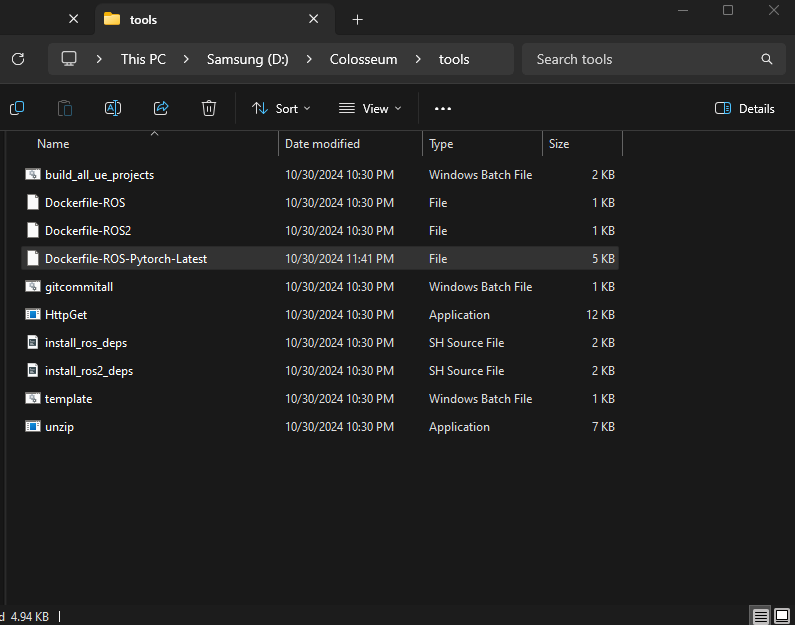 tools
This PC Samsung (D:) Colosseum tools Search tools
Sort View Details
Name Date modified Type Size
build_all_ue_projects 10/30/2024 10:30 PM Windows Batch File 2 KB
Dockerfile-ROS 10/30/2024 10:30 PM File 1 KB
Dockerfile-ROS2 10/30/2024 10:30 PM File 1 KB
Dockerfile-ROS-Pytorch-Latest 10/30/2024 11:41 PM File 5 KB
gitcommitall 10/30/2024 10:30 PM Windows Batch File 1 KB
HttpGet 10/30/2024 10:30 PM Application 12 KB
install_ros_deps 10/30/2024 10:30 PM SH Source File 2 KB
install_ros2_deps 10/30/2024 10:30 PM SH Source File 2 KB
template 10/30/2024 10:30 PM Windows Batch File 1 KB
unzip 10/30/2024 10:30 PM Application 7 KB
d 4.94 KB